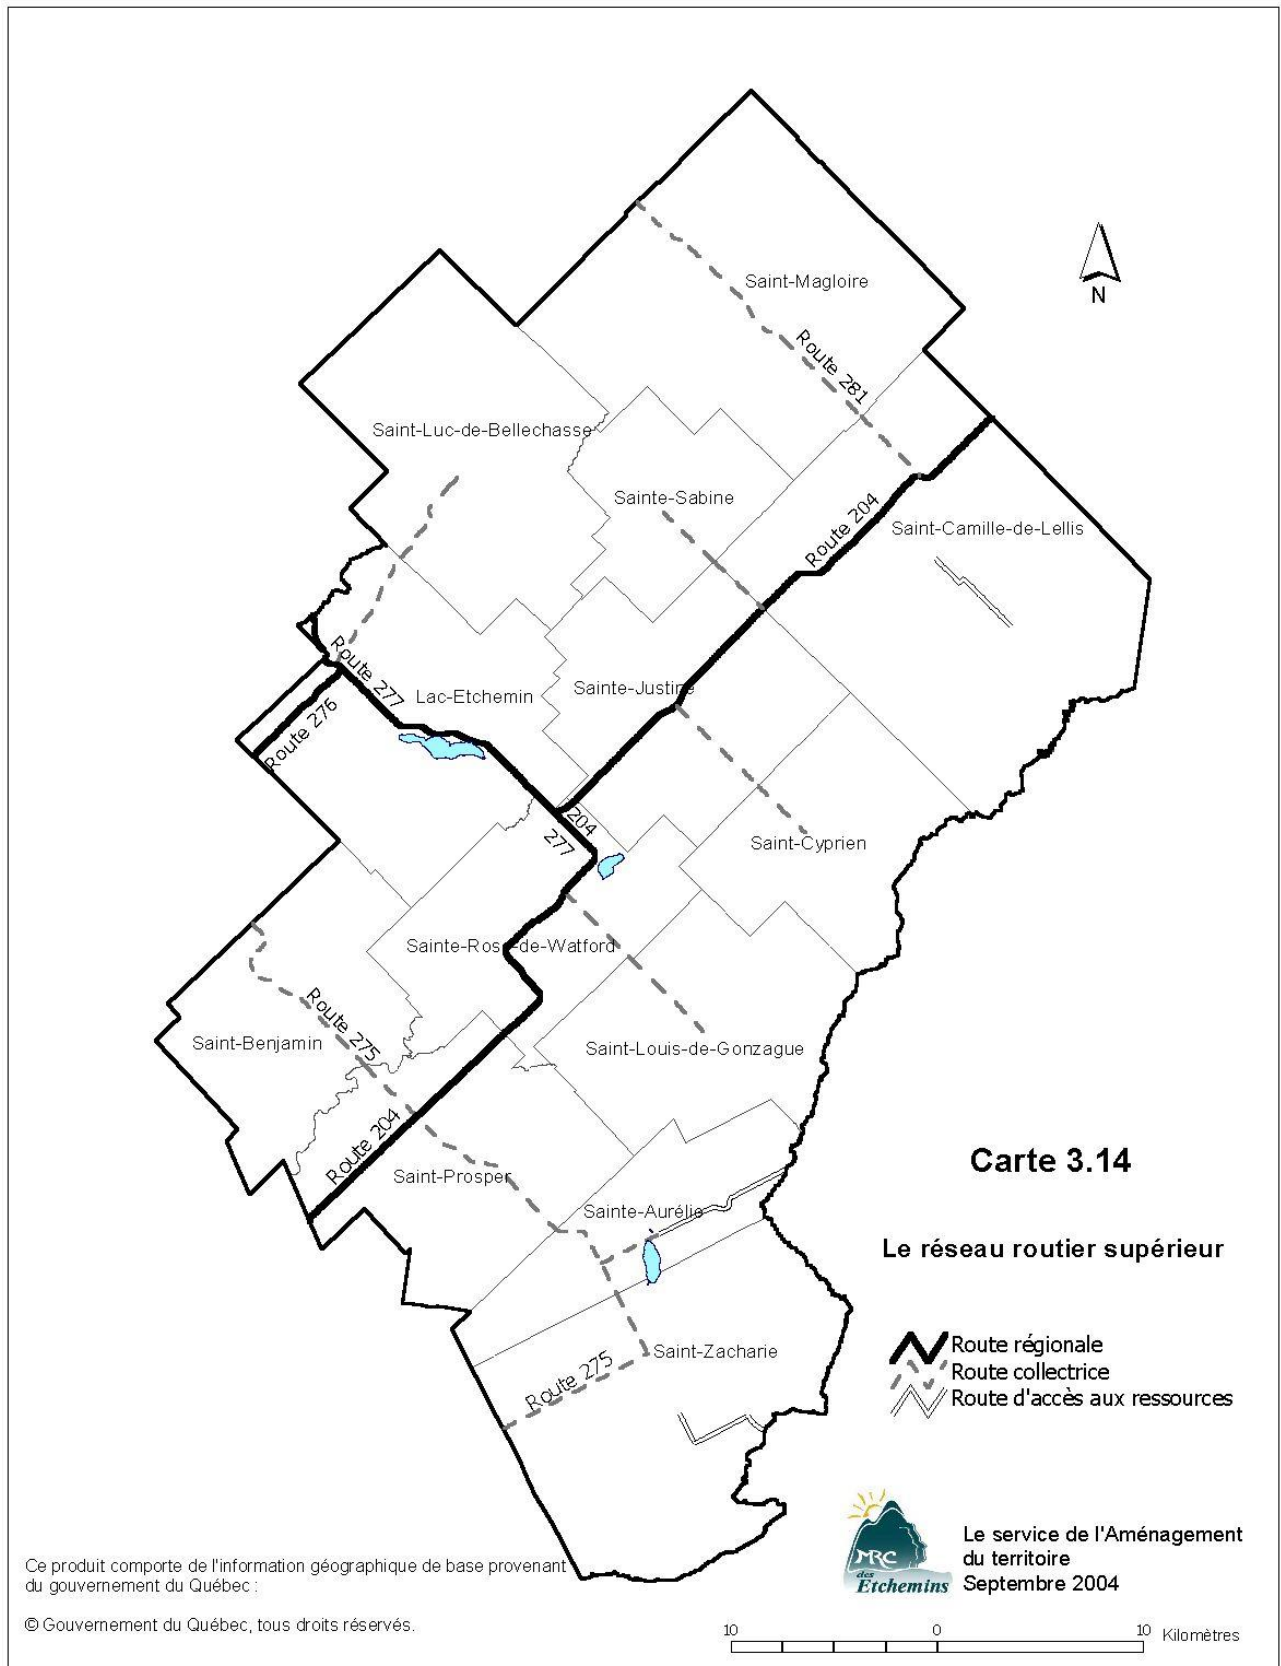 Saint-Magloire
N
Route 281
Saint-Luc-de-Bellechasse
Sainte-Sabine
Route 204
Saint-Camille-de-Lellis
Route 277
Lac-Etchemin
Sainte-Justine
Route 276
204
277
Saint-Cyprien
Sainte-Rose-de-Watford
Route 275
Saint-Benjamin
Saint-Louis-de-Gonzague
Route 204
Saint-Prosper
Carte 3.14
Sainte-Aurélie
Le réseau routier supérieur
Saint-Zacharie
Route 275
Route régionale
Route collectrice
Route d'accès aux ressources
MRC
des
Etchemins
Le service de l'Aménagement
du territoire
Septembre 2004
Ce produit comporte de l'information géographique de base provenant
du gouvernement du Québec :
© Gouvernement du Québec, tous droits réservés.
10 0 10 Kilomètres